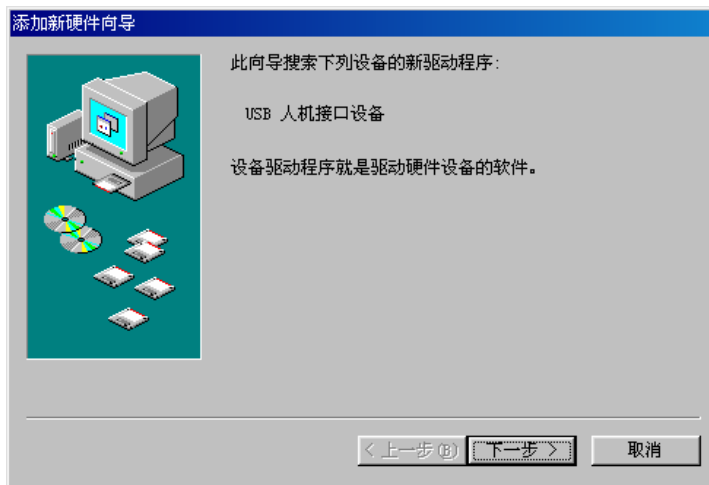 添加新硬件向导
此向导搜索下列设备的新驱动程序:
USB 人机接口设备
设备驱动程序就是驱动硬件设备的软件。
< 上一步(B) 下一步 > 取消